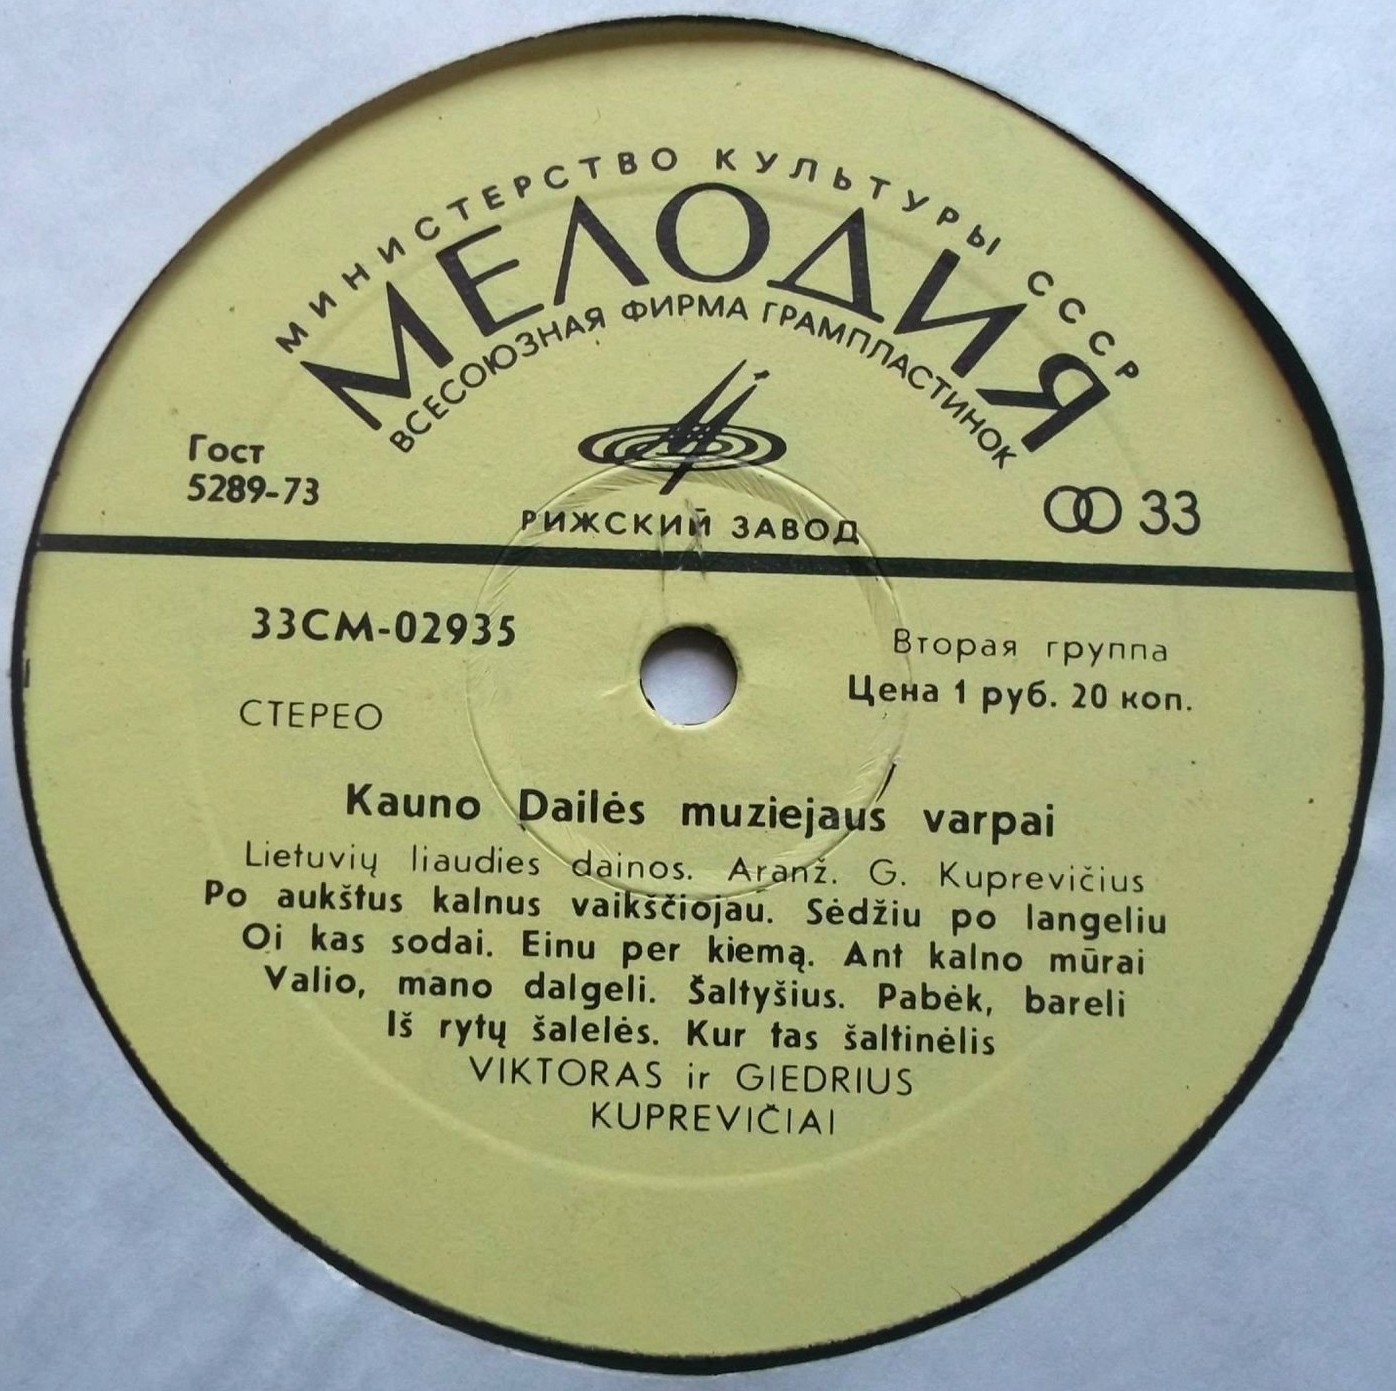 МИНИСТЕРСТВО КУЛЬТУРЫ СССР
МЕЛОДИЯ
ВСЕСОЮЗНАЯ ФИРМА ГРАМПЛАСТИНОК
Гост
5289-73
РИЖСКИЙ ЗАВОД
33
33СМ-02935
Вторая группа
Цена 1 руб. 20 коп.
СТЕРЕО
Kauno Dailės muziejaus varpai
Lietuvių liaudies dainos. Aranž. G. Kuprevičius
Po aukštus kalnus vaikščiojau. Sėdžiu po langeliu
Oi kas sodai. Einu per kiemą. Ant kalno mūrai
Valio, mano dalgeli. Šaltyšius. Pabėk, bareli
Iš rytų šalelės. Kur tas šaltinėlis
VIKTORAS ir GIEDRIUS
KUPREVIČIAI